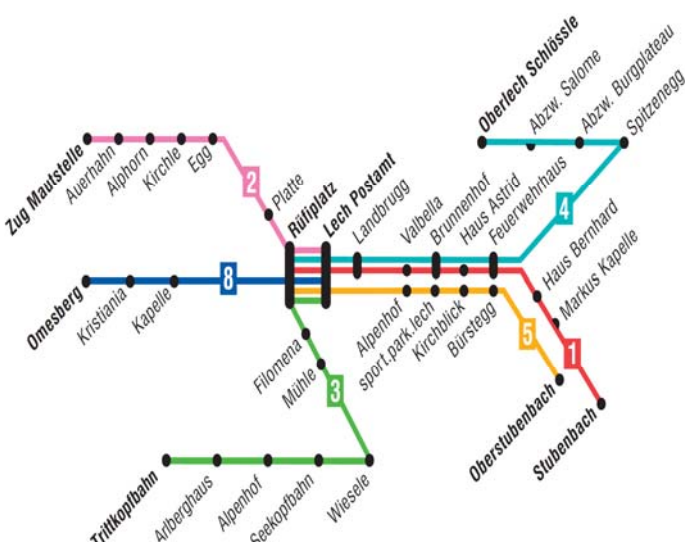 Oberlech Schlössle
Abzw. Salome
Abzw. Burgplateau
Spitzenegg
Zug Mautstelle
Auerhahn
Alphorn
Kirchle
Egg
2
Platte
Rüfiplatz
Lech Postamt
Landbrugg
Valbella
Brunnenhof
Haus Astrid
Feuerwehrhaus
4
Haus Bernhard
Markus Kapelle
Omesberg
Kristiania
Kapelle
8
Alpenhof
sport.park.lech
Kirchblick
Bürstegg
5
1
Oberstubenbach
Stubenbach
Filomena
Mühle
3
Trittkopfbahn
Arlberghaus
Alpenhof
Seekopfbahn
Wiesele